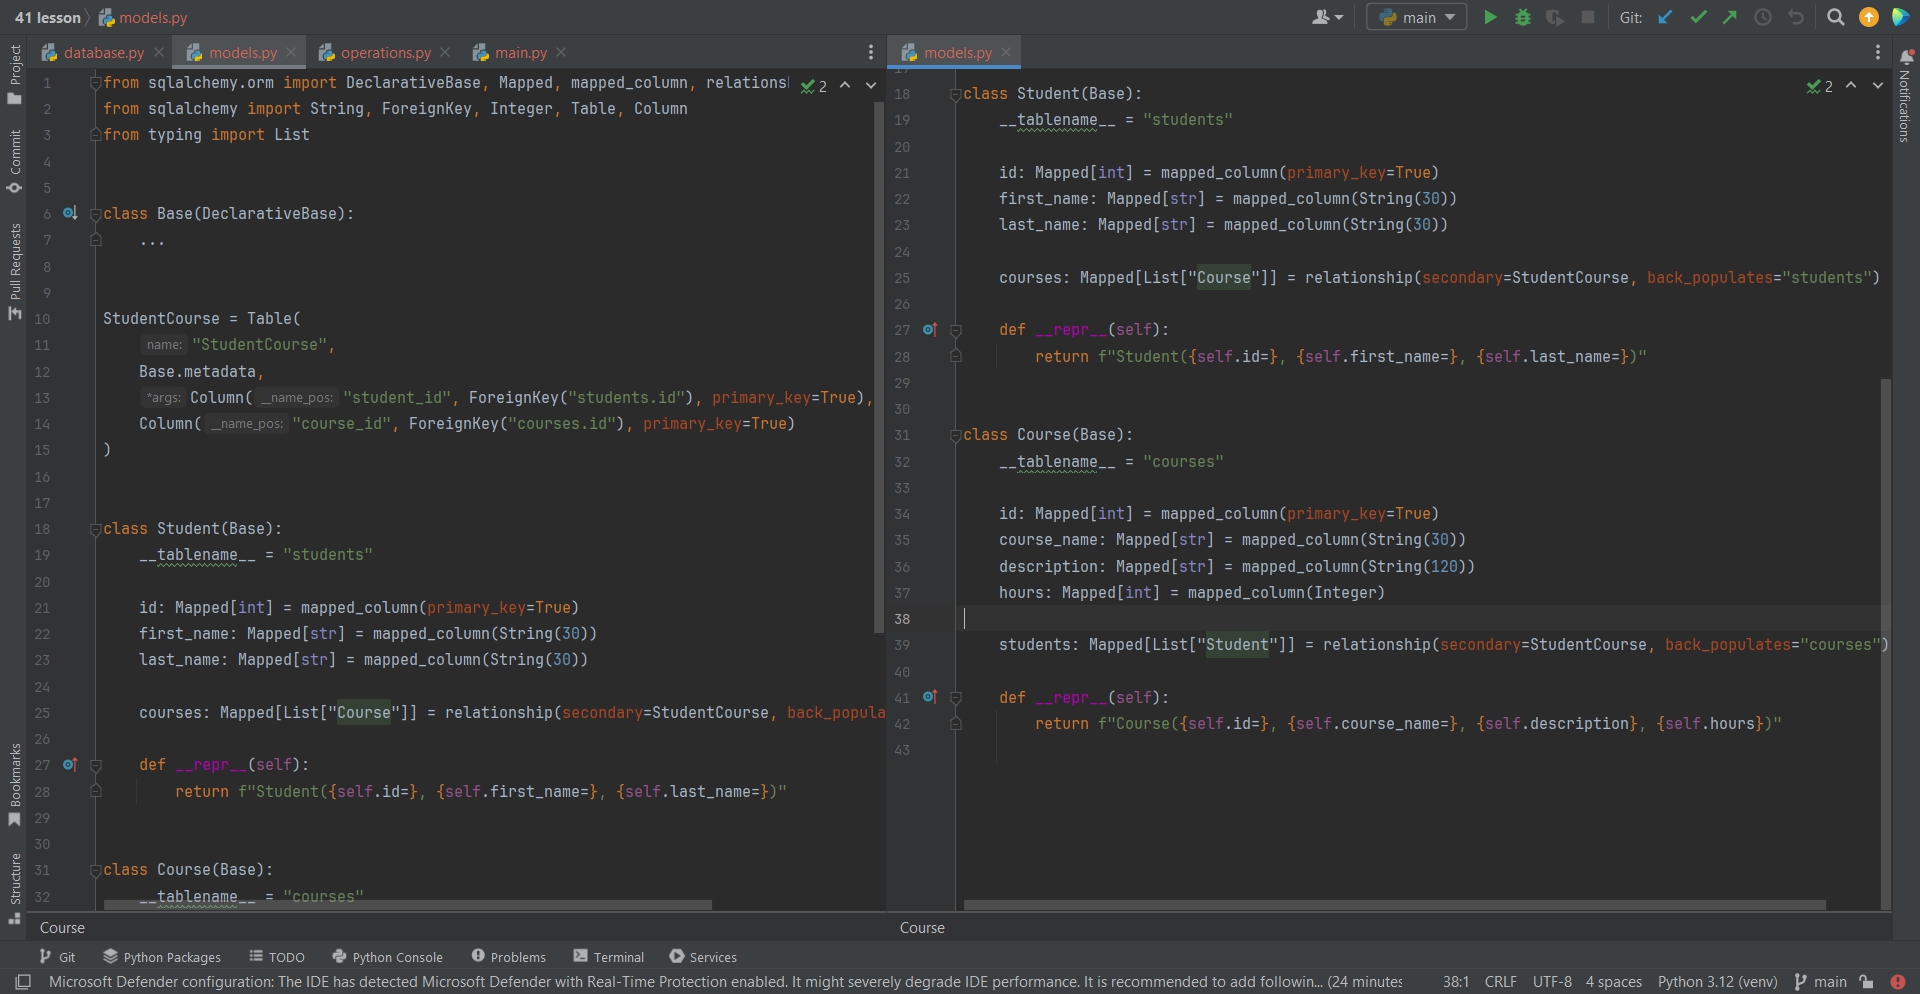 41 lesson
models.py
main
Git:
database.py
models.py
operations.py
main.py
models.py
Project
Commit
Pull Requests
Bookmarks
Structure
Notifications
2
1 from sqlalchemy.orm import DeclarativeBase, Mapped, mapped_column, relations
2 from sqlalchemy import String, ForeignKey, Integer, Table, Column
3 from typing import List
4
5
6 class Base(DeclarativeBase):
7 ...
8
9
10 StudentCourse = Table(
11 name: "StudentCourse",
12 Base.metadata,
13 *args: Column( __name_pos: "student_id", ForeignKey("students.id"), primary_key=True),
14 Column( __name_pos: "course_id", ForeignKey("courses.id"), primary_key=True)
15 )
16
17
18 class Student(Base):
19 __tablename__ = "students"
20
21 id: Mapped[int] = mapped_column(primary_key=True)
22 first_name: Mapped[str] = mapped_column(String(30))
23 last_name: Mapped[str] = mapped_column(String(30))
24
25 courses: Mapped[List["Course"]] = relationship(secondary=StudentCourse, back_popula
26
27 def __repr__(self):
28 return f"Student({self.id=}, {self.first_name=}, {self.last_name=})"
29
30
31 class Course(Base):
32 __tablename__ = "courses"
Course
2
17
18 class Student(Base):
19 __tablename__ = "students"
20
21 id: Mapped[int] = mapped_column(primary_key=True)
22 first_name: Mapped[str] = mapped_column(String(30))
23 last_name: Mapped[str] = mapped_column(String(30))
24
25 courses: Mapped[List["Course"]] = relationship(secondary=StudentCourse, back_populates="students")
26
27 def __repr__(self):
28 return f"Student({self.id=}, {self.first_name=}, {self.last_name=})"
29
30
31 class Course(Base):
32 __tablename__ = "courses"
33
34 id: Mapped[int] = mapped_column(primary_key=True)
35 course_name: Mapped[str] = mapped_column(String(30))
36 description: Mapped[str] = mapped_column(String(120))
37 hours: Mapped[int] = mapped_column(Integer)
38
39 students: Mapped[List["Student"]] = relationship(secondary=StudentCourse, back_populates="courses")
40
41 def __repr__(self):
42 return f"Course({self.id=}, {self.course_name=}, {self.description}, {self.hours})"
43
Course
Git
Python Packages
TODO
Python Console
Problems
Terminal
Services
Microsoft Defender configuration: The IDE has detected Microsoft Defender with Real-Time Protection enabled. It might severely degrade IDE performance. It is recommended to add followin... (24 minutes
38:1
CRLF
UTF-8
4 spaces
Python 3.12 (venv)
main